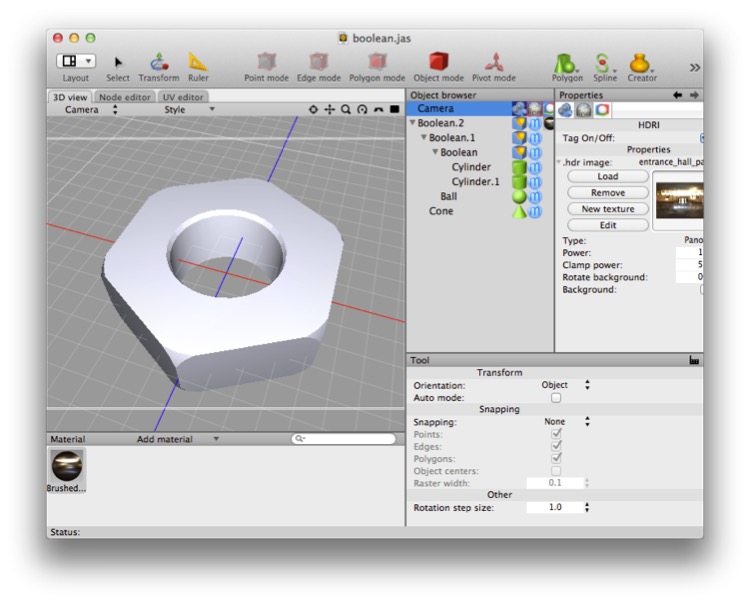 boolean.jas
Layout Select Transform Ruler Point mode Edge mode Polygon mode Object mode Pivot mode Polygon Spline Creator
3D view Node editor UV editor
Camera Style
Object browser
Camera
Boolean.2
Boolean.1
Boolean
Cylinder
Cylinder.1
Ball
Cone
Properties
HDRI
Tag On/Off:
Properties
.hdr image: entrance_hall_pa
Load
Remove
New texture
Edit
Type: Pano
Power: 1
Clamp power: 5
Rotate background: 0
Background:
Tool
Transform
Orientation: Object
Auto mode:
Snapping
Snapping: None
Points:
Edges:
Polygons:
Object centers:
Raster width: 0.1
Other
Rotation step size: 1.0
Material Add material
Brushed...
Status: